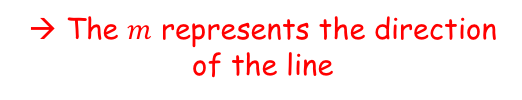 → The m represents the direction
of the line